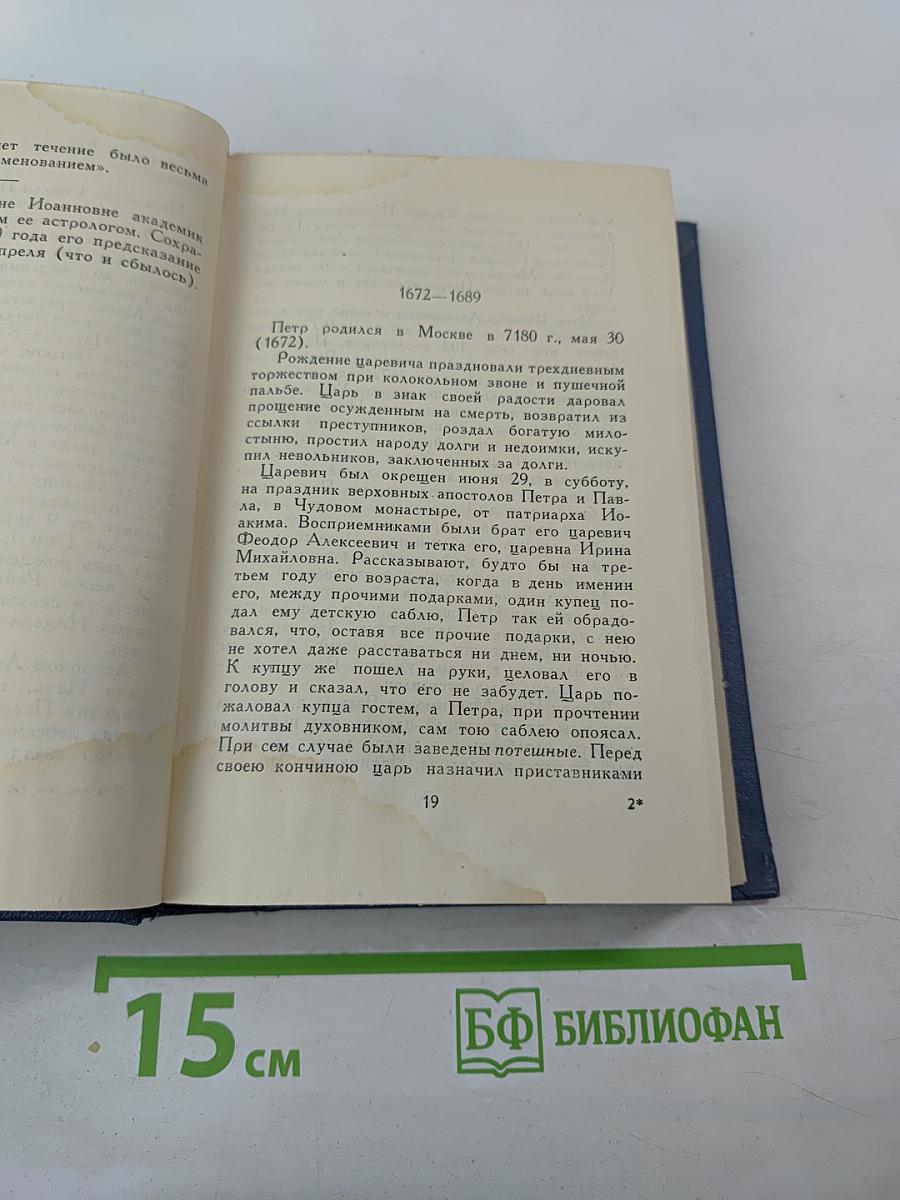 ет течение было весьма
менованием».
не Иоанновне академик
м ее астрологом. Сохра-
) года его предсказание
преля (что и сбылось).
1672—1689
Петр родился в Москве в 7180 г., мая 30
(1672).
Рождение царевича праздновали трехдневным
торжеством при колокольном звоне и пушечной
пальбе. Царь в знак своей радости даровал
прощение осужденным на смерть, возвратил из
ссылки преступников, роздал богатую мило-
стыню, простил народу долги и недоимки, иску-
пил невольников, заключенных за долги.
Царевич был окрещен июня 29, в субботу,
на праздник верховных апостолов Петра и Пав-
ла, в Чудовом монастыре, от патриарха Ио-
акима. Восприемниками были брат его царевич
Феодор Алексеевич и тетка его, царевна Ирина
Михайловна. Рассказывают, будто бы на тре-
тьем году его возраста, когда в день именин
его, между прочими подарками, один купец по-
дал ему детскую саблю, Петр так ей обрадо-
вался, что, оставя все прочие подарки, с нею
не хотел даже расставаться ни днем, ни ночью.
К купцу же пошел на руки, целовал его в
голову и сказал, что его не забудет. Царь по-
жаловал купца гостем, а Петра, при прочтении
молитвы духовником, сам тою саблею опоясал.
При сем случае были заведены потешные. Перед
своею кончиною царь назначил приставниками
19
2*
15 см
БФ БИБЛИОФАН